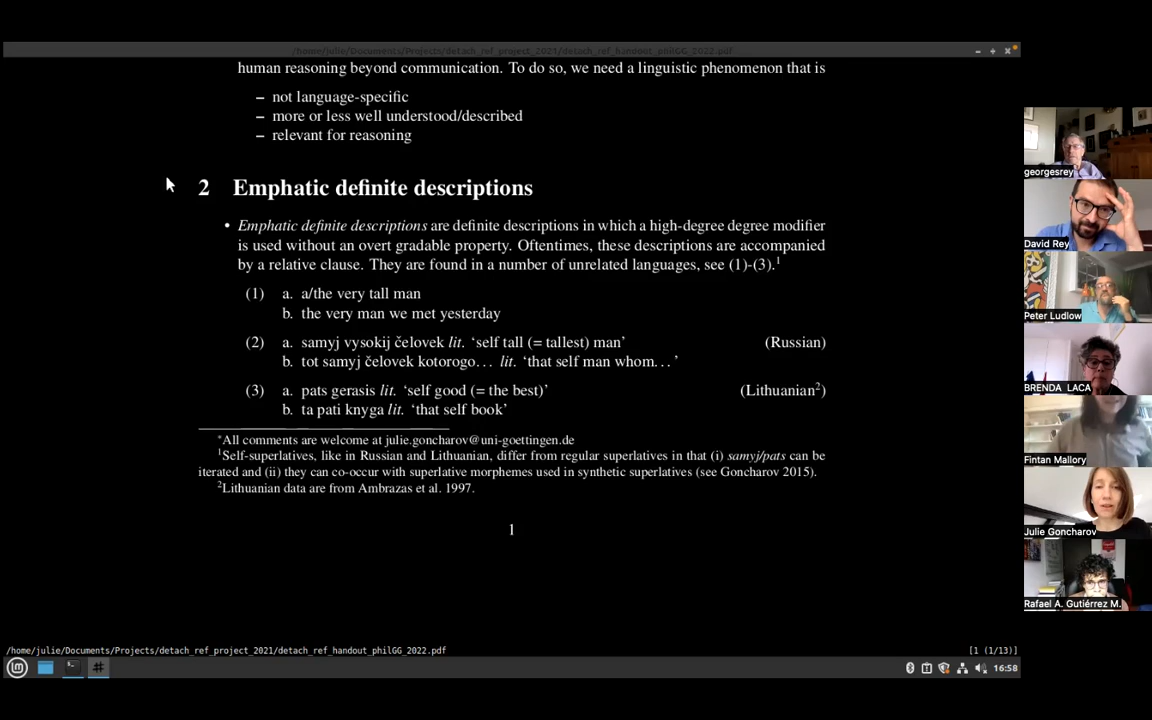 /home/julie/Documents/Projects/detach_ref_project_2021/detach_ref_handout_philGG_2022.pdf
human reasoning beyond communication. To do so, we need a linguistic phenomenon that is
– not language-specific
– more or less well understood/described
– relevant for reasoning
2 Emphatic definite descriptions
• Emphatic definite descriptions are definite descriptions in which a high-degree degree modifier
is used without an overt gradable property. Oftentimes, these descriptions are accompanied
by a relative clause. They are found in a number of unrelated languages, see (1)-(3).1
(1) a. a/the very tall man
b. the very man we met yesterday
(2) a. samyj vysokij čelovek lit. ‘self tall (= tallest) man’ (Russian)
b. tot samyj čelovek kotorogo… lit. ‘that self man whom…’
(3) a. pats gerasis lit. ‘self good (= the best)’ (Lithuanian2)
b. ta pati knyga lit. ‘that self book’
*All comments are welcome at julie.goncharov@uni-goettingen.de
1Self-superlatives, like in Russian and Lithuanian, differ from regular superlatives in that (i) samyj/pats can be
iterated and (ii) they can co-occur with superlative morphemes used in synthetic superlatives (see Goncharov 2015).
2Lithuanian data are from Ambrazas et al. 1997.
1
/home/julie/Documents/Projects/detach_ref_project_2021/detach_ref_handout_philGG_2022.pdf [1 (1/13)]
16:58
georgesrey
David Rey
Peter Ludlow
BRENDA LACA
Fintan Mallory
Julie Goncharov
Rafael A. Gutiérrez M.